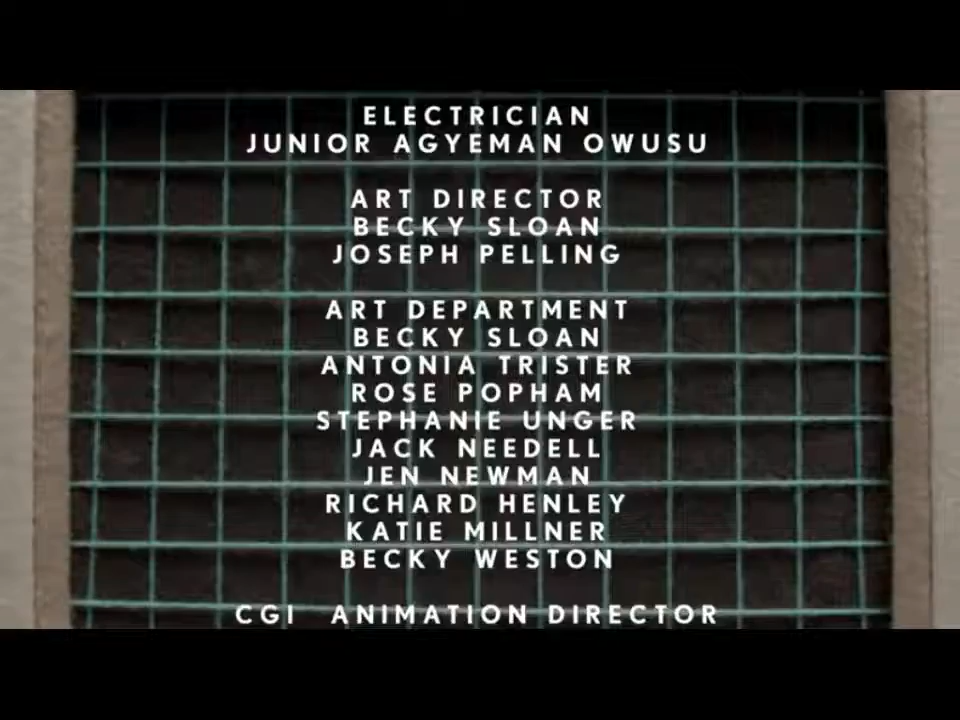 ELECTRICIAN
JUNIOR AGYEMAN OWUSU
ART DIRECTOR
BECKY SLOAN
JOSEPH PELLING
ART DEPARTMENT
BECKY SLOAN
ANTONIA TRISTER
ROSE POPHAM
STEPHANIE UNGER
JACK NEEDELL
JEN NEWMAN
RICHARD HENLEY
KATIE MILLNER
BECKY WESTON
CGI ANIMATION DIRECTOR